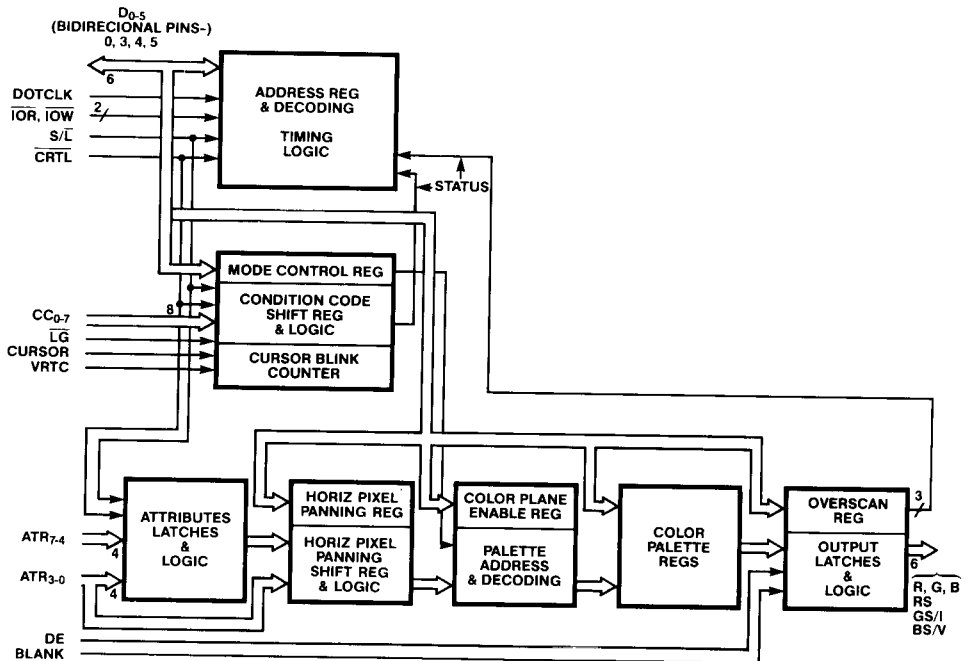 D0-5
(BIDIRECIONAL PINS-)
0, 3, 4, 5
6
DOTCLK
IOR, IOW
2
S/L
CRTL
ADDRESS REG
& DECODING
TIMING
LOGIC
STATUS
MODE CONTROL REG
8
CONDITION CODE
SHIFT REG
& LOGIC
CURSOR BLINK
COUNTER
CC0-7
LG
CURSOR
VRTC
ATTRIBUTES
LATCHES
&
LOGIC
HORIZ PIXEL
PANNING REG
HORIZ PIXEL
PANNING
SHIFT REG
& LOGIC
COLOR PLANE
ENABLE REG
PALETTE
ADDRESS
& DECODING
COLOR
PALETTE
REGS
OVERSCAN
REG
OUTPUT
LATCHES
&
LOGIC
3
6
R, G, B
RS
GS/I
BS/V
ATR7-4
4
ATR3-0
4
DE
BLANK